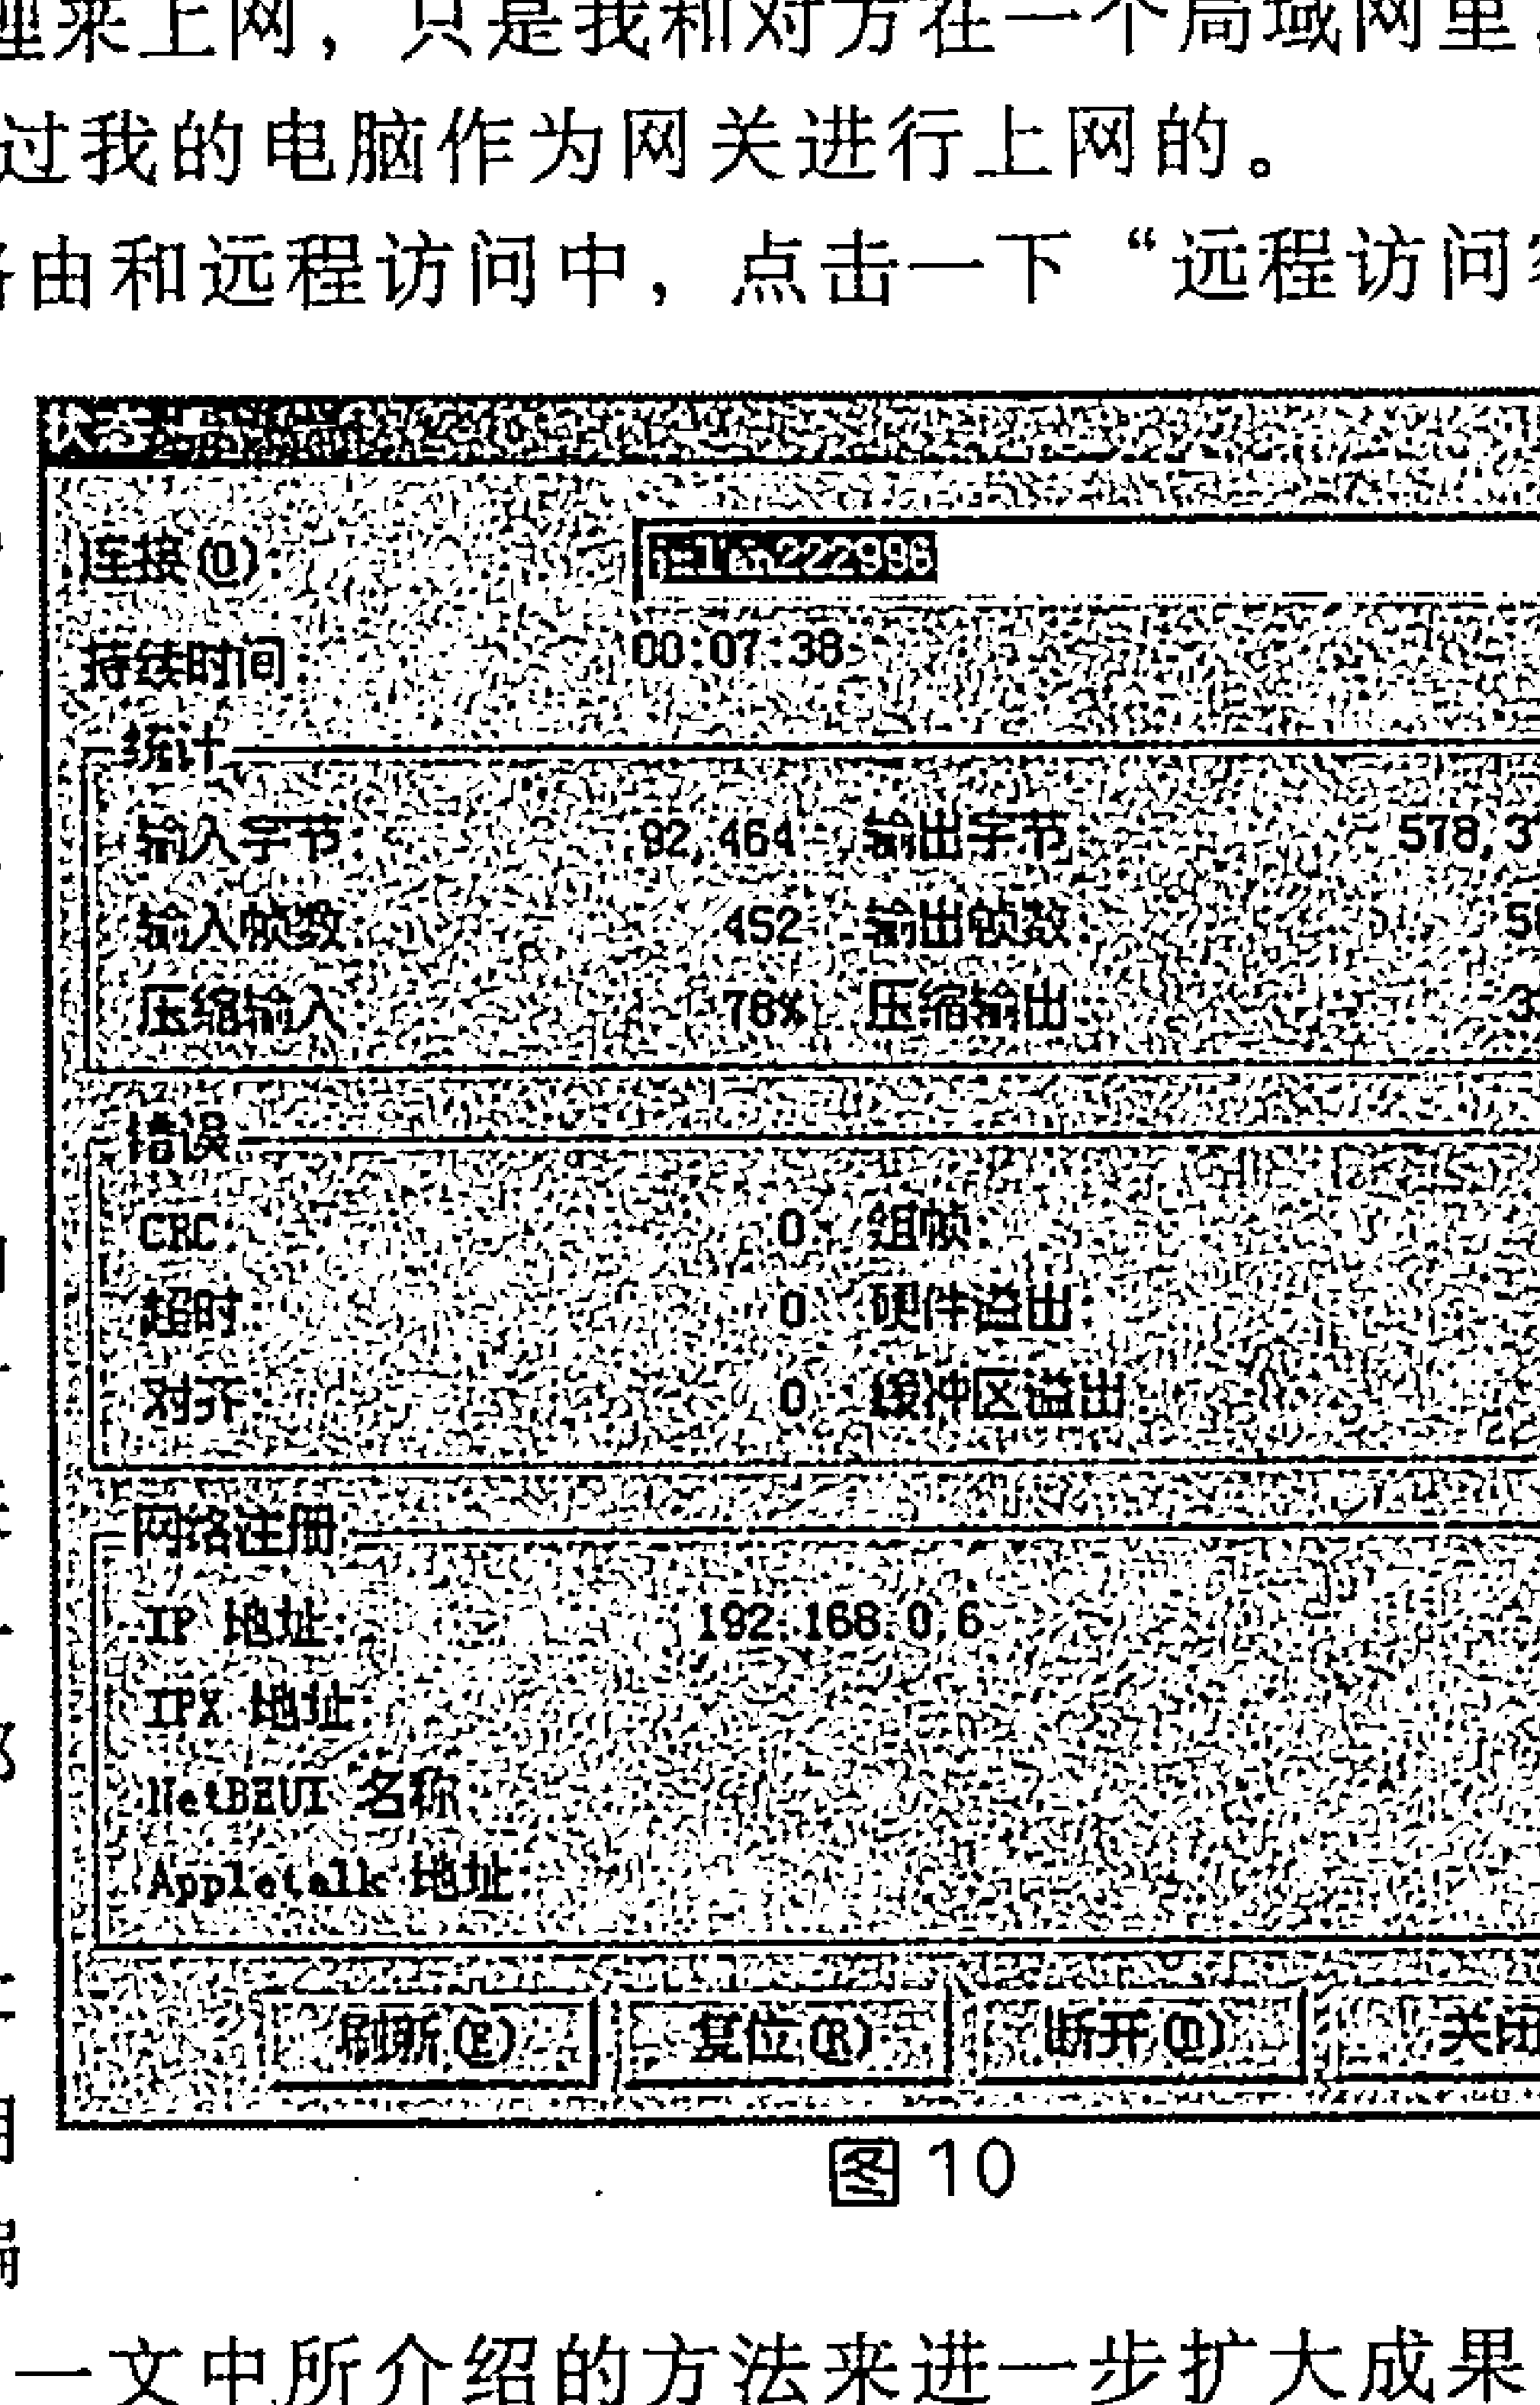 来上网，只是我和对方在一个局域网里
过我的电脑作为网关进行上网的。
由和远程访问中，点击一下“远程访问
状态
连接(O):
持续时间: 00:07:38
统计
输入字节: 92,464 输出字节: 578,3
输入帧数: 452 输出帧数: 5
压缩输入: 78% 压缩输出: 3
错误
CRC: 0 组帧:
超时: 0 硬件溢出:
对齐: 0 缓冲区溢出:
网络注册
IP 地址: 192.168.0.6
IPX 地址:
NetBEUI 名称:
Appletalk 地址:
刷新(E) 复位(R) 断开(D) 关闭
图 10
一文中所介绍的方法来进一步扩大成果